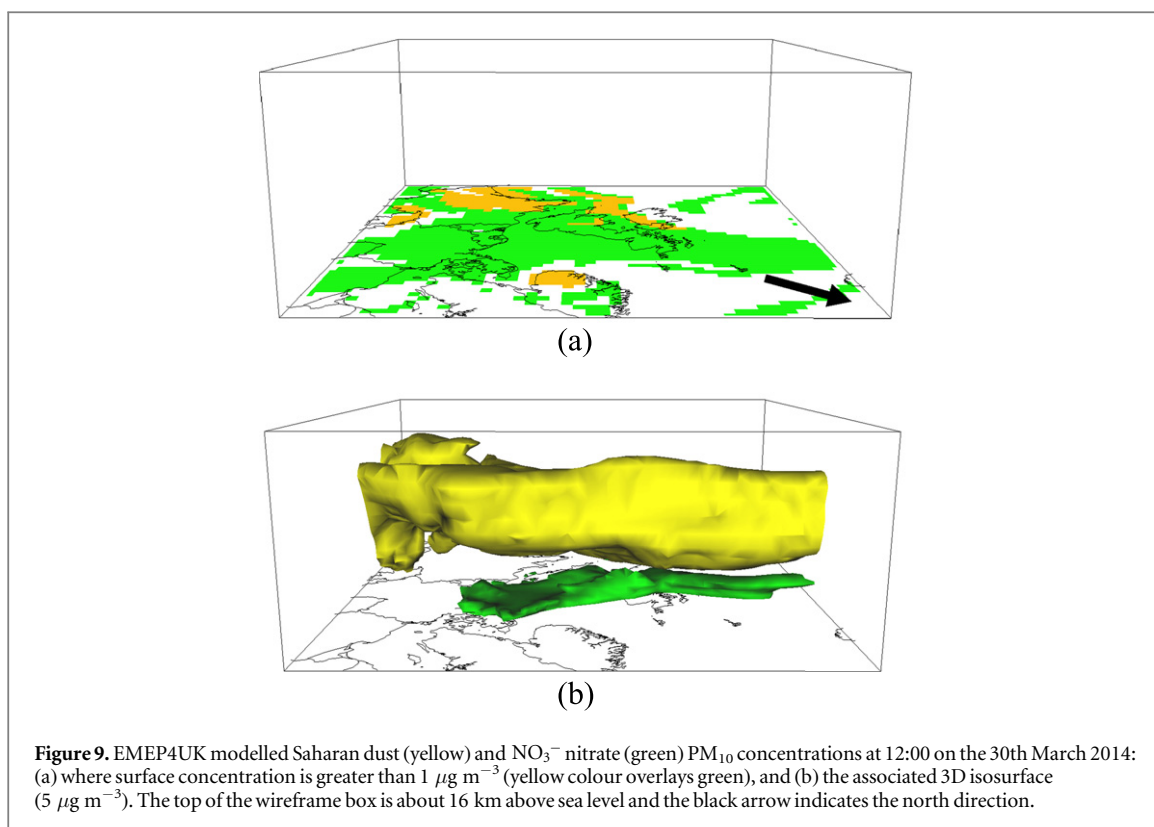 (a)
(b)
Figure 9. EMEP4UK modelled Saharan dust (yellow) and NO₃⁻ nitrate (green) PM₁₀ concentrations at 12:00 on the 30th March 2014:
(a) where surface concentration is greater than 1 μg m⁻³ (yellow colour overlays green), and (b) the associated 3D isosurface
(5 μg m⁻³). The top of the wireframe box is about 16 km above sea level and the black arrow indicates the north direction.